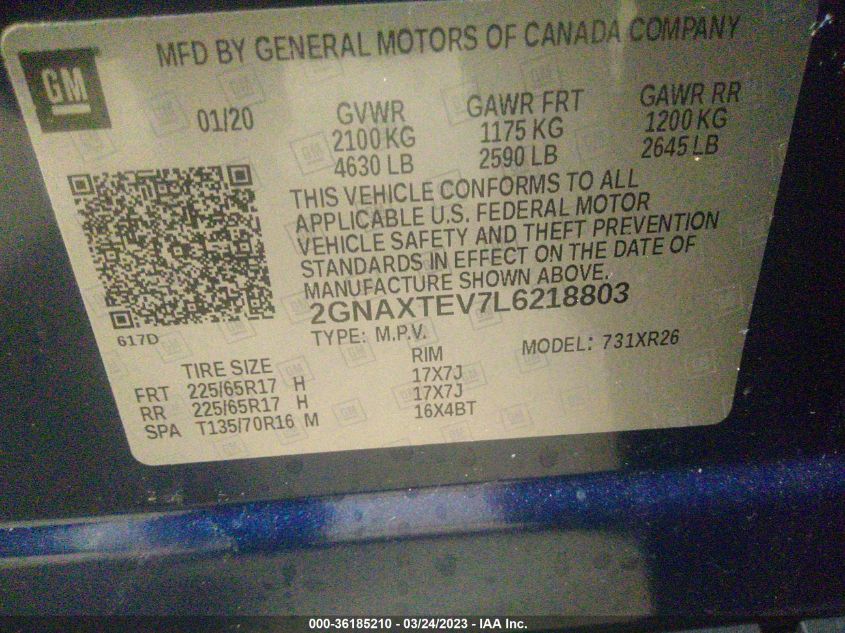 MFD BY GENERAL MOTORS OF CANADA COMPANY
GM
01/20
GVWR GAWR FRT GAWR RR
2100 KG 1175 KG 1200 KG
4630 LB 2590 LB 2645 LB
THIS VEHICLE CONFORMS TO ALL
APPLICABLE U.S. FEDERAL MOTOR
VEHICLE SAFETY AND THEFT PREVENTION
STANDARDS IN EFFECT ON THE DATE OF
MANUFACTURE SHOWN ABOVE.
2GNAXTEV7L6218803
617D
TYPE: M.P.V. MODEL: 731XR26
TIRE SIZE RIM
FRT 225/65R17 H 17X7J
RR 225/65R17 H 17X7J
SPA T135/70R16 M 16X4BT
000-36185210 - 03/24/2023 - IAA Inc.